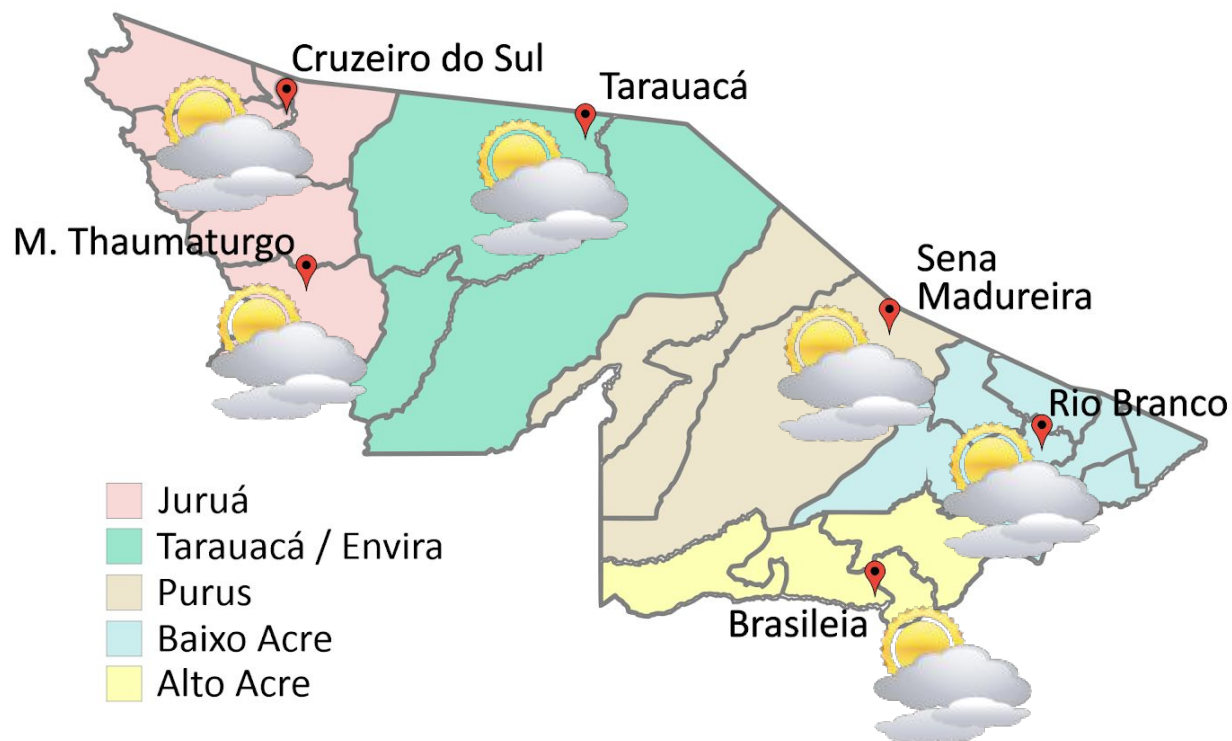 Cruzeiro do Sul
Tarauacá
M. Thaumaturgo
Sena
Madureira
Rio Branco
Brasileia
Juruá
Tarauacá / Envira
Purus
Baixo Acre
Alto Acre